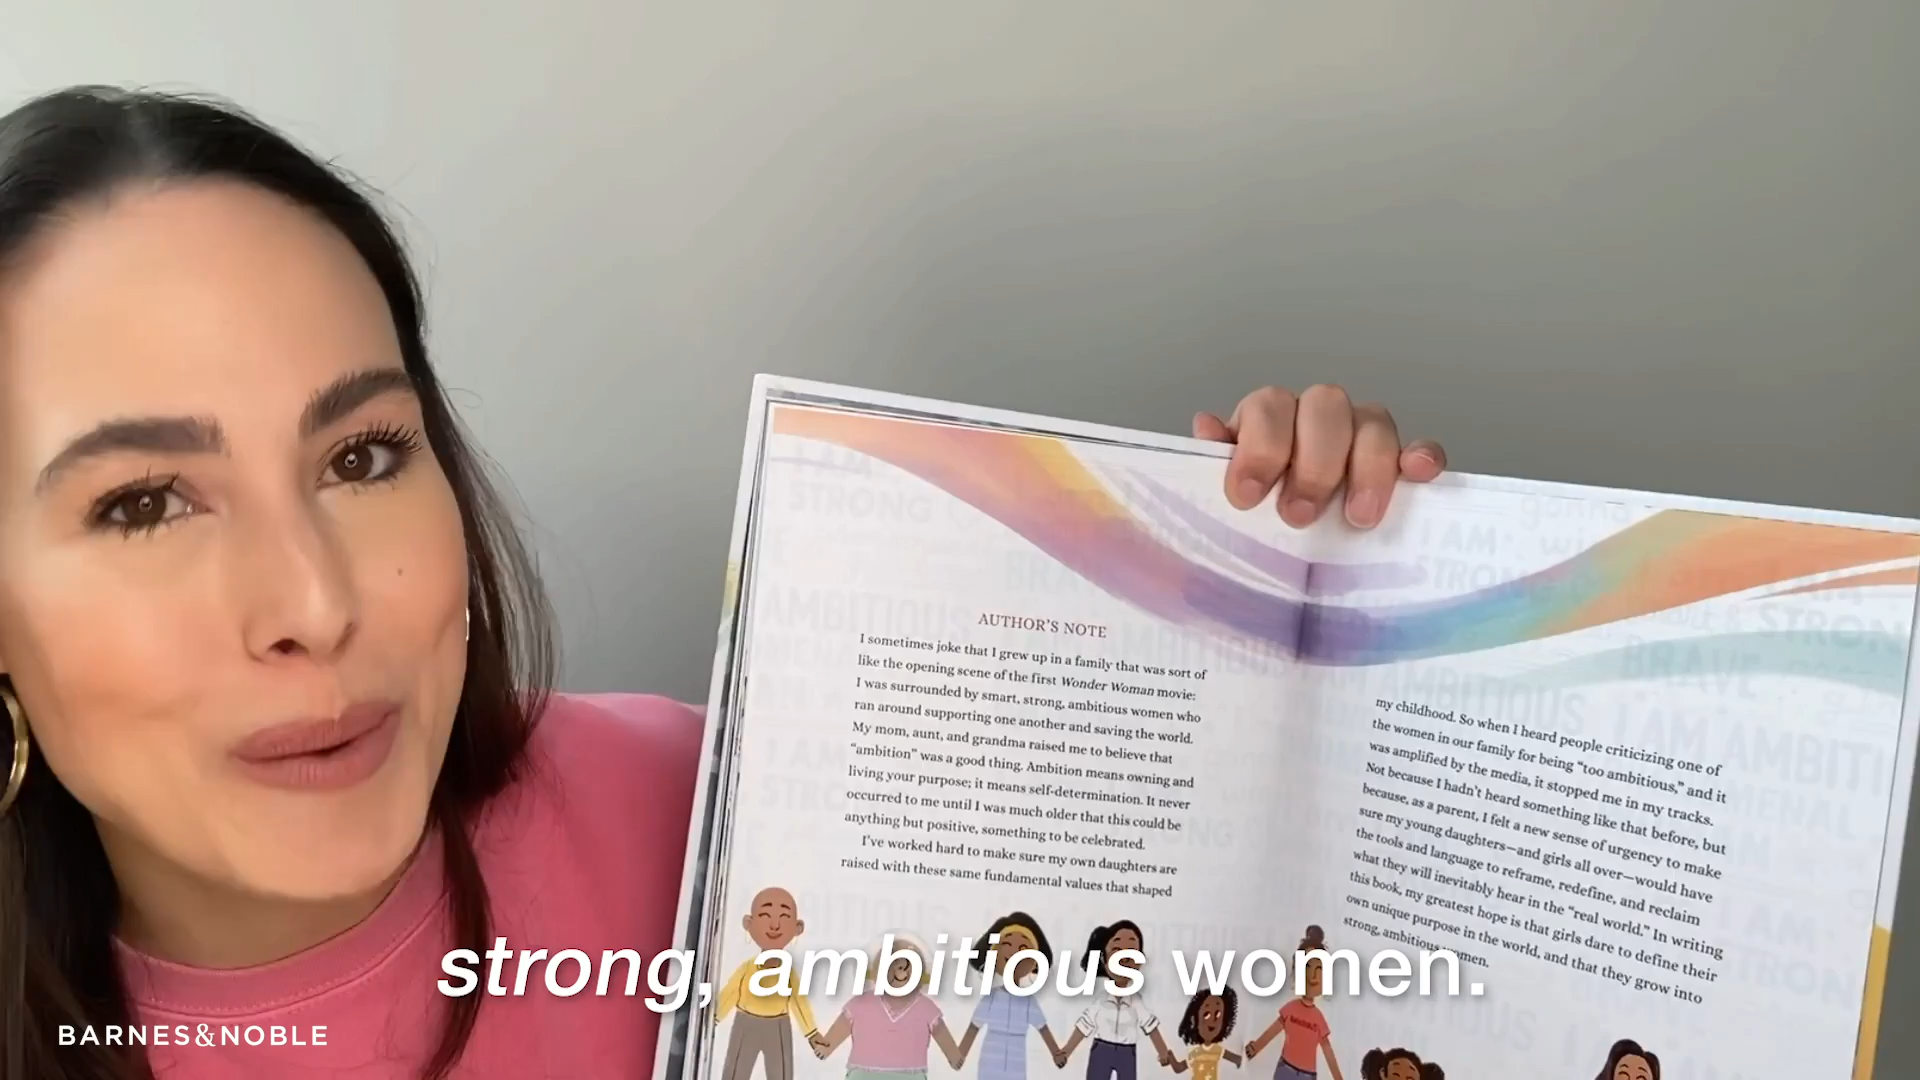 AUTHOR'S NOTE
I sometimes joke that I grew up in a family that was sort of
like the opening scene of the first Wonder Woman movie:
I was surrounded by smart, strong, ambitious women who
ran around supporting one another and saving the world.
My mom, aunt, and grandma raised me to believe that
“ambition” was a good thing. Ambition means owning and
living your purpose; it means self-determination. It never
occurred to me until I was much older that this could be
anything but positive, something to be celebrated.
I've worked hard to make sure my own daughters are
raised with these same fundamental values that shaped
my childhood. So when I heard people criticizing one of
the women in our family for being “too ambitious,” and it
was amplified by the media, it stopped me in my tracks.
Not because I hadn't heard something like that before, but
because, as a parent, I felt a new sense of urgency to make
sure my young daughters—and girls all over—would have
the tools and language to reframe, redefine, and reclaim
what they will inevitably hear in the “real world.” In writing
this book, my greatest hope is that girls dare to define their
own unique purpose in the world, and that they grow into
strong, ambitious women.
strong, ambitious women.
BARNES&NOBLE